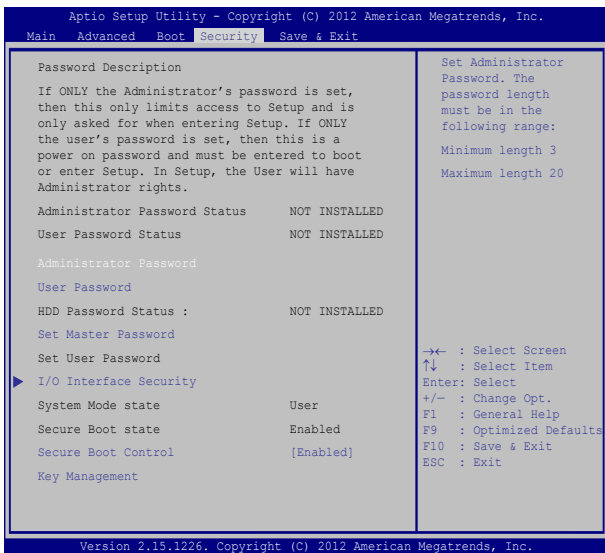 Aptio Setup Utility - Copyright (C) 2012 American Megatrends, Inc.
Main Advanced Boot Security Save & Exit
Password Description
If ONLY the Administrator's password is set,
then this only limits access to Setup and is
only asked for when entering Setup. If ONLY
the user's password is set, then this is a
power on password and must be entered to boot
or enter Setup. In Setup, the User will have
Administrator rights.
Administrator Password Status NOT INSTALLED
User Password Status NOT INSTALLED
Administrator Password
User Password
HDD Password Status : NOT INSTALLED
Set Master Password
Set User Password
I/O Interface Security
System Mode state User
Secure Boot state Enabled
Secure Boot Control [Enabled]
Key Management
Set Administrator
Password. The
password length
must be in the
following range:
Minimum length 3
Maximum length 20
→← : Select Screen
↑↓ : Select Item
Enter: Select
+/— : Change Opt.
F1 : General Help
F9 : Optimized Defaults
F10 : Save & Exit
ESC : Exit
Version 2.15.1226. Copyright (C) 2012 American Megatrends, Inc.